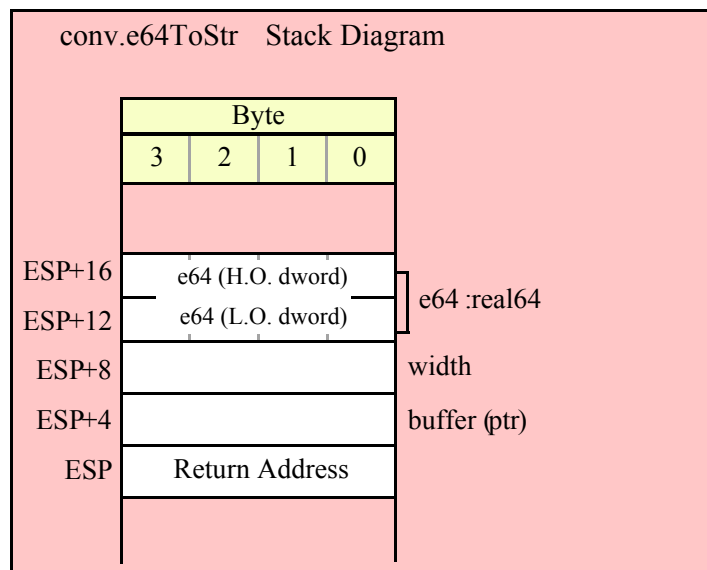 conv.e64ToStr Stack Diagram
Byte
3 2 1 0
ESP+16 e64 (H.O. dword)
e64 :real64
ESP+12 e64 (L.O. dword)
ESP+8 width
ESP+4 buffer (ptr)
ESP Return Address